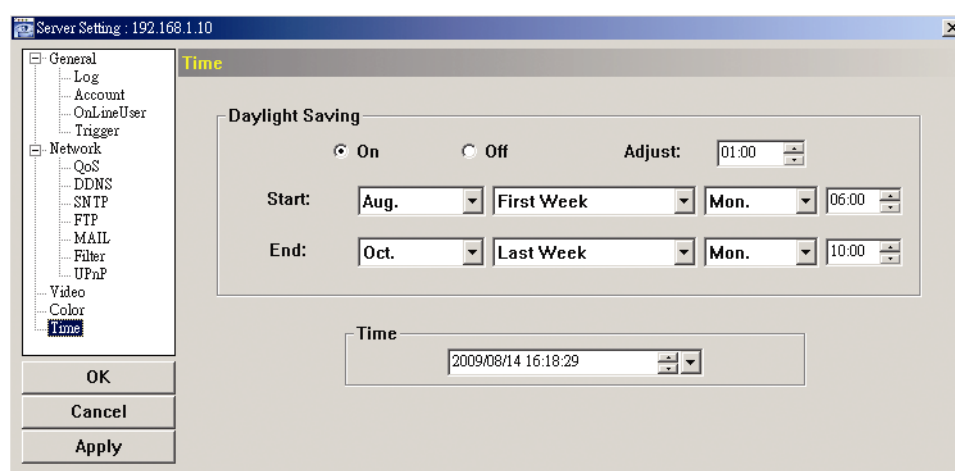 Server Setting : 192.168.1.10
General
Log
Account
OnLineUser
Trigger
Network
QoS
DDNS
SNTP
FTP
MAIL
Filter
UPnP
Video
Color
Time
OK
Cancel
Apply
Time
Daylight Saving
On Off Adjust: 01:00
Start: Aug. First Week Mon. 06:00
End: Oct. Last Week Mon. 10:00
Time
2009/08/14 16:18:29